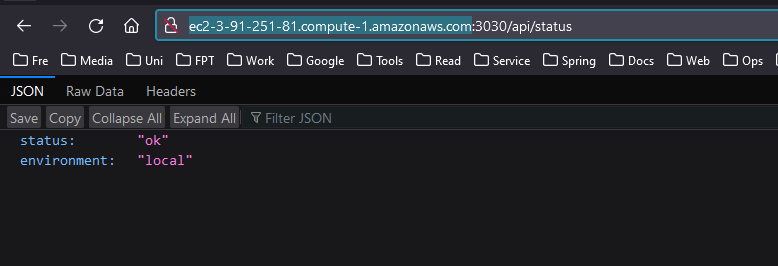 ec2-3-91-251-81.compute-1.amazonaws.com:3030/api/status
Fre Media Uni FPT Work Google Tools Read Service Spring Docs Web Ops
JSON Raw Data Headers
Save Copy Collapse All Expand All Filter JSON
status: "ok"
environment: "local"